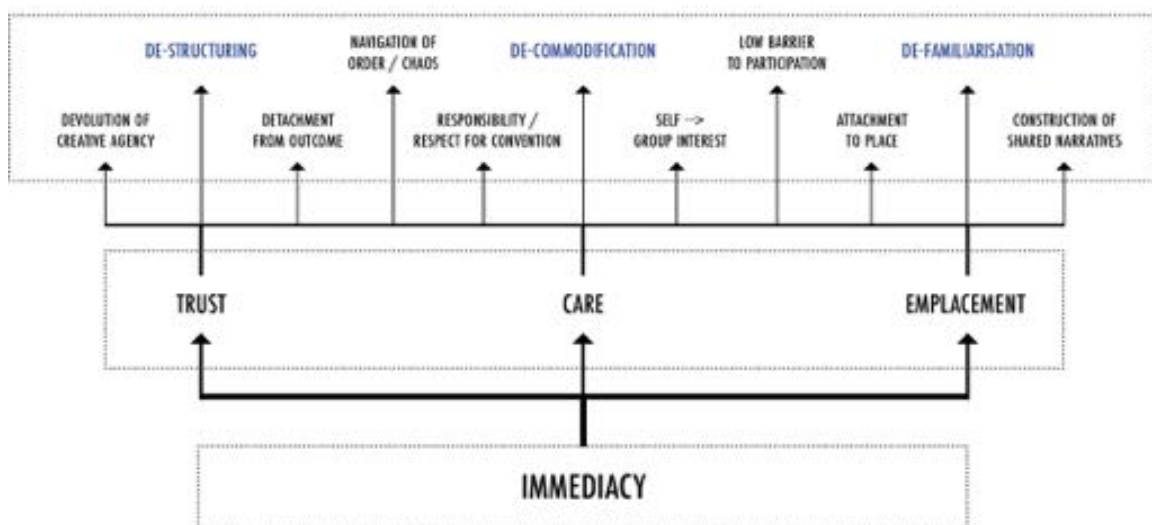 DE-STRUCTURING
NAVIGATION OF
ORDER / CHAOS
DE-COMMODIFICATION
LOW BARRIER
TO PARTICIPATION
DE-FAMILIARISATION
DEVOLUTION OF
CREATIVE AGENCY
DETACHMENT
FROM OUTCOME
RESPONSIBILITY /
RESPECT FOR CONVENTION
SELF -->
GROUP INTEREST
ATTACHMENT
TO PLACE
CONSTRUCTION OF
SHARED NARRATIVES
TRUST
CARE
EMPLACEMENT
IMMEDIACY